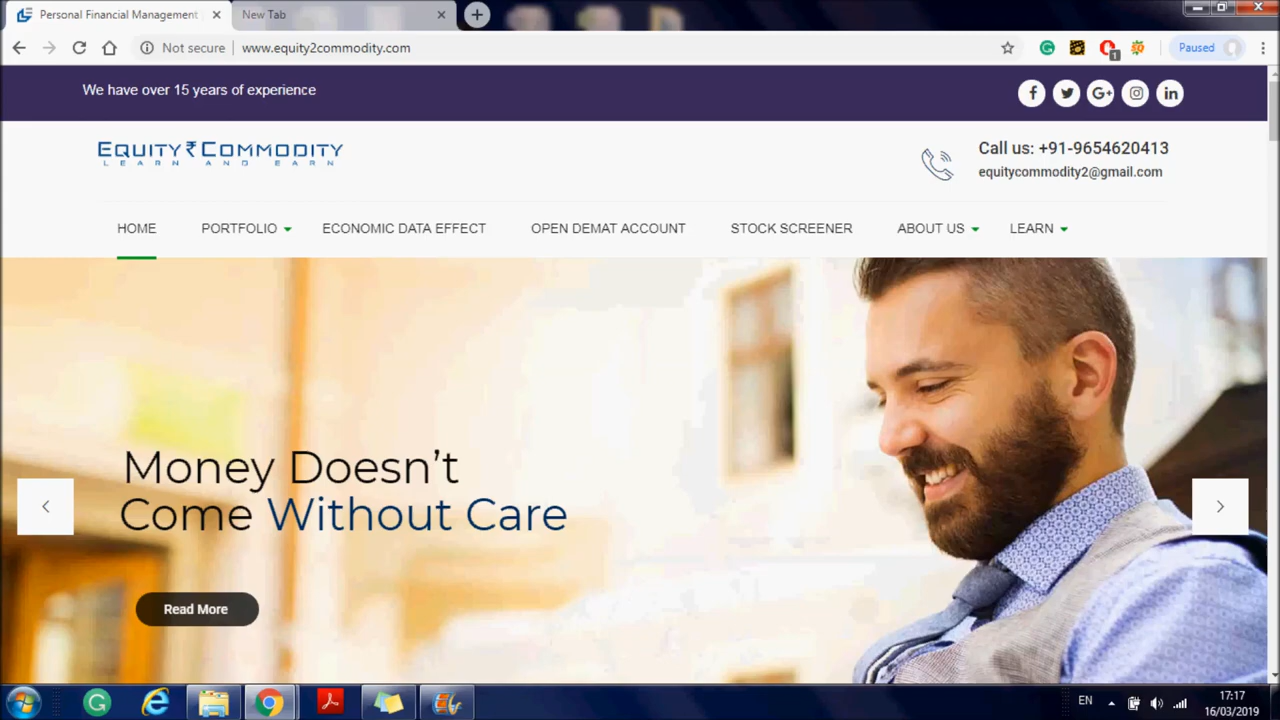 Personal Financial Management
New Tab
Not secure
www.equity2commodity.com
1
Paused
We have over 15 years of experience
EQUITY₹COMMODITY
LEARN AND EARN
Call us: +91-9654620413
equitycommodity2@gmail.com
HOME
PORTFOLIO
ECONOMIC DATA EFFECT
OPEN DEMAT ACCOUNT
STOCK SCREENER
ABOUT US
LEARN
Money Doesn't
Come Without Care
Read More
EN
17:17
16/03/2019